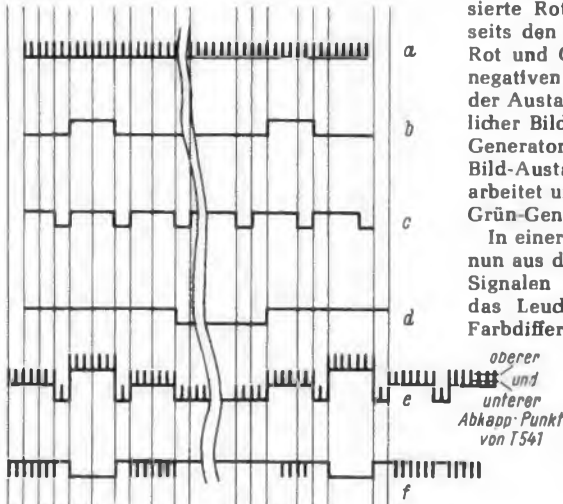 a
b
c
d
e
f
sierte Rot
seits den
Rot und G
negativen
der Austa
licher Bild
Generator
Bild-Austa
arbeitet u
Grün-Gen
In einer
nun aus d
Signalen
das Leuch
Farbdiffer
oberer
und
unterer
Abkapp-Punkt
von T541